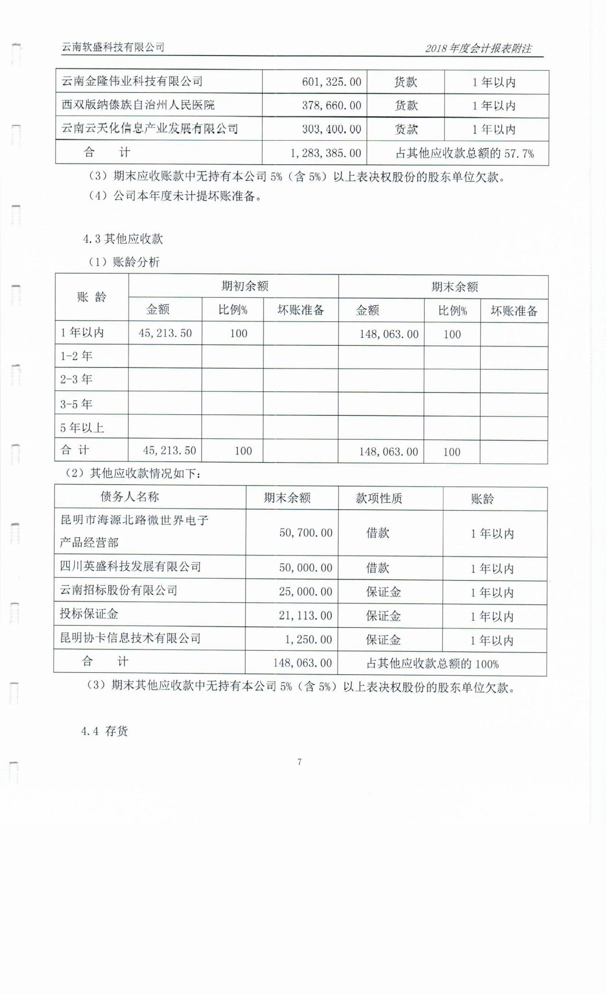 云南软盛科技有限公司 2018年度会计报表附注
云南金隆伟业科技有限公司 601,325.00 货款 1年以内
西双版纳傣族自治州人民医院 378,660.00 货款 1年以内
云南云天化信息产业发展有限公司 303,400.00 货款 1年以内
合 计 1,283,385.00 占其他应收款总额的57.7%
（3）期末应收账款中无持有本公司5%（含5%）以上表决权股份的股东单位欠款。
（4）公司本年度未计提坏账准备。
4.3其他应收款
（1）账龄分析
账 龄 期初余额 期末余额
金额 比例% 坏账准备 金额 比例% 坏账准备
1年以内 45,213.50 100 148,063.00 100
1-2年
2-3年
3-5年
5年以上
合 计 45,213.50 100 148,063.00 100
（2）其他应收款情况如下：
债务人名称 期末余额 款项性质 账龄
昆明市海源北路微世界电子
产品经营部 50,700.00 借款 1年以内
四川英盛科技发展有限公司 50,000.00 借款 1年以内
云南招标股份有限公司 25,000.00 保证金 1年以内
投标保证金 21,113.00 保证金 1年以内
昆明协卡信息技术有限公司 1,250.00 保证金 1年以内
合 计 148,063.00 占其他应收款总额的100%
（3）期末其他应收款中无持有本公司5%（含5%）以上表决权股份的股东单位欠款。
4.4 存货
7